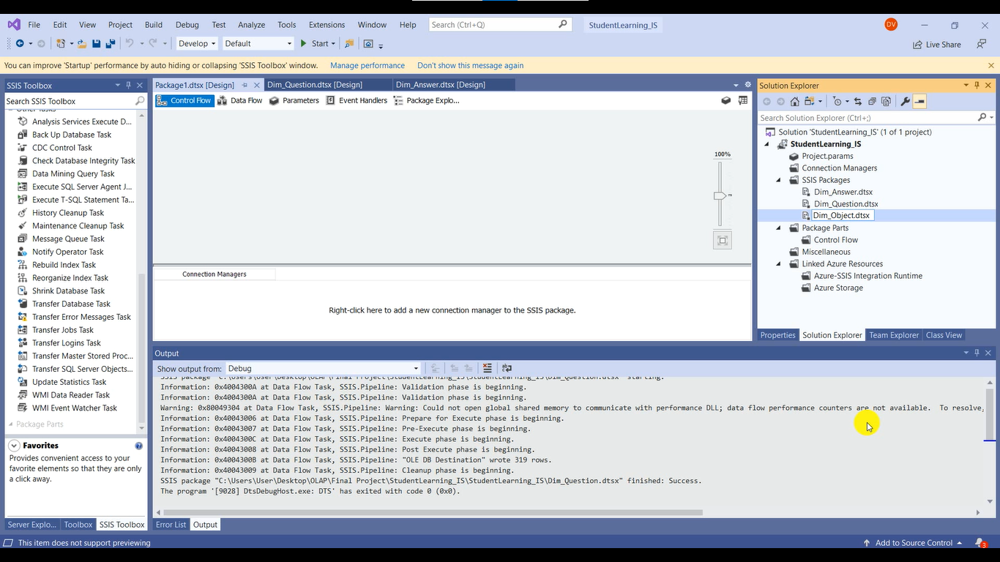 File Edit View Project Build Debug Test Analyze Tools Extensions Window Help Search (Ctrl+Q) StudentLearning_IS DV
Develop Default Start Live Share
You can improve 'Startup' performance by auto hiding or collapsing 'SSIS Toolbox' window. Manage performance Don't show this message again
SSIS Toolbox
Search SSIS Toolbox
Analysis Services Execute D...
Back Up Database Task
CDC Control Task
Check Database Integrity Task
Data Mining Query Task
Execute SQL Server Agent J...
Execute T-SQL Statement Ta...
History Cleanup Task
Maintenance Cleanup Task
Message Queue Task
Notify Operator Task
Rebuild Index Task
Reorganize Index Task
Shrink Database Task
Transfer Database Task
Transfer Error Messages Task
Transfer Jobs Task
Transfer Logins Task
Transfer Master Stored Proc...
Transfer SQL Server Objects...
Update Statistics Task
WMI Data Reader Task
WMI Event Watcher Task
Package Parts
Favorites
Provides convenient access to your
favorite elements so that they are only
a click away.
Server Explo... Toolbox SSIS Toolbox
Package1.dtsx [Design] Dim_Question.dtsx [Design] Dim_Answer.dtsx [Design]
Control Flow Data Flow Parameters Event Handlers Package Explo...
100%
Connection Managers
Right-click here to add a new connection manager to the SSIS package.
Solution Explorer
Search Solution Explorer (Ctrl+;)
Solution 'StudentLearning_IS' (1 of 1 project)
StudentLearning_IS
Project.params
Connection Managers
SSIS Packages
Dim_Answer.dtsx
Dim_Question.dtsx
Dim_Object.dtsx
Package Parts
Control Flow
Miscellaneous
Linked Azure Resources
Azure-SSIS Integration Runtime
Azure Storage
Properties Solution Explorer Team Explorer Class View
Output
Show output from: Debug
SSIS package "C:\Users\User\Desktop\OLAP\Final Project\StudentLearning_IS\StudentLearning_IS\Dim_Question.dtsx" starting.
Information: 0x4004300A at Data Flow Task, SSIS.Pipeline: Validation phase is beginning.
Information: 0x4004300A at Data Flow Task, SSIS.Pipeline: Validation phase is beginning.
Warning: 0x80049304 at Data Flow Task, SSIS.Pipeline: Warning: Could not open global shared memory to communicate with performance DLL; data flow performance counters are not available. To resolve,
Information: 0x40043006 at Data Flow Task, SSIS.Pipeline: Prepare for Execute phase is beginning.
Information: 0x40043007 at Data Flow Task, SSIS.Pipeline: Pre-Execute phase is beginning.
Information: 0x4004300C at Data Flow Task, SSIS.Pipeline: Execute phase is beginning.
Information: 0x40043008 at Data Flow Task, SSIS.Pipeline: Post Execute phase is beginning.
Information: 0x4004300B at Data Flow Task, SSIS.Pipeline: "OLE DB Destination" wrote 319 rows.
Information: 0x40043009 at Data Flow Task, SSIS.Pipeline: Cleanup phase is beginning.
SSIS package "C:\Users\User\Desktop\OLAP\Final Project\StudentLearning_IS\StudentLearning_IS\Dim_Question.dtsx" finished: Success.
The program '[9028] DtsDebugHost.exe: DTS' has exited with code 0 (0x0).
Error List Output
This item does not support previewing Add to Source Control 3